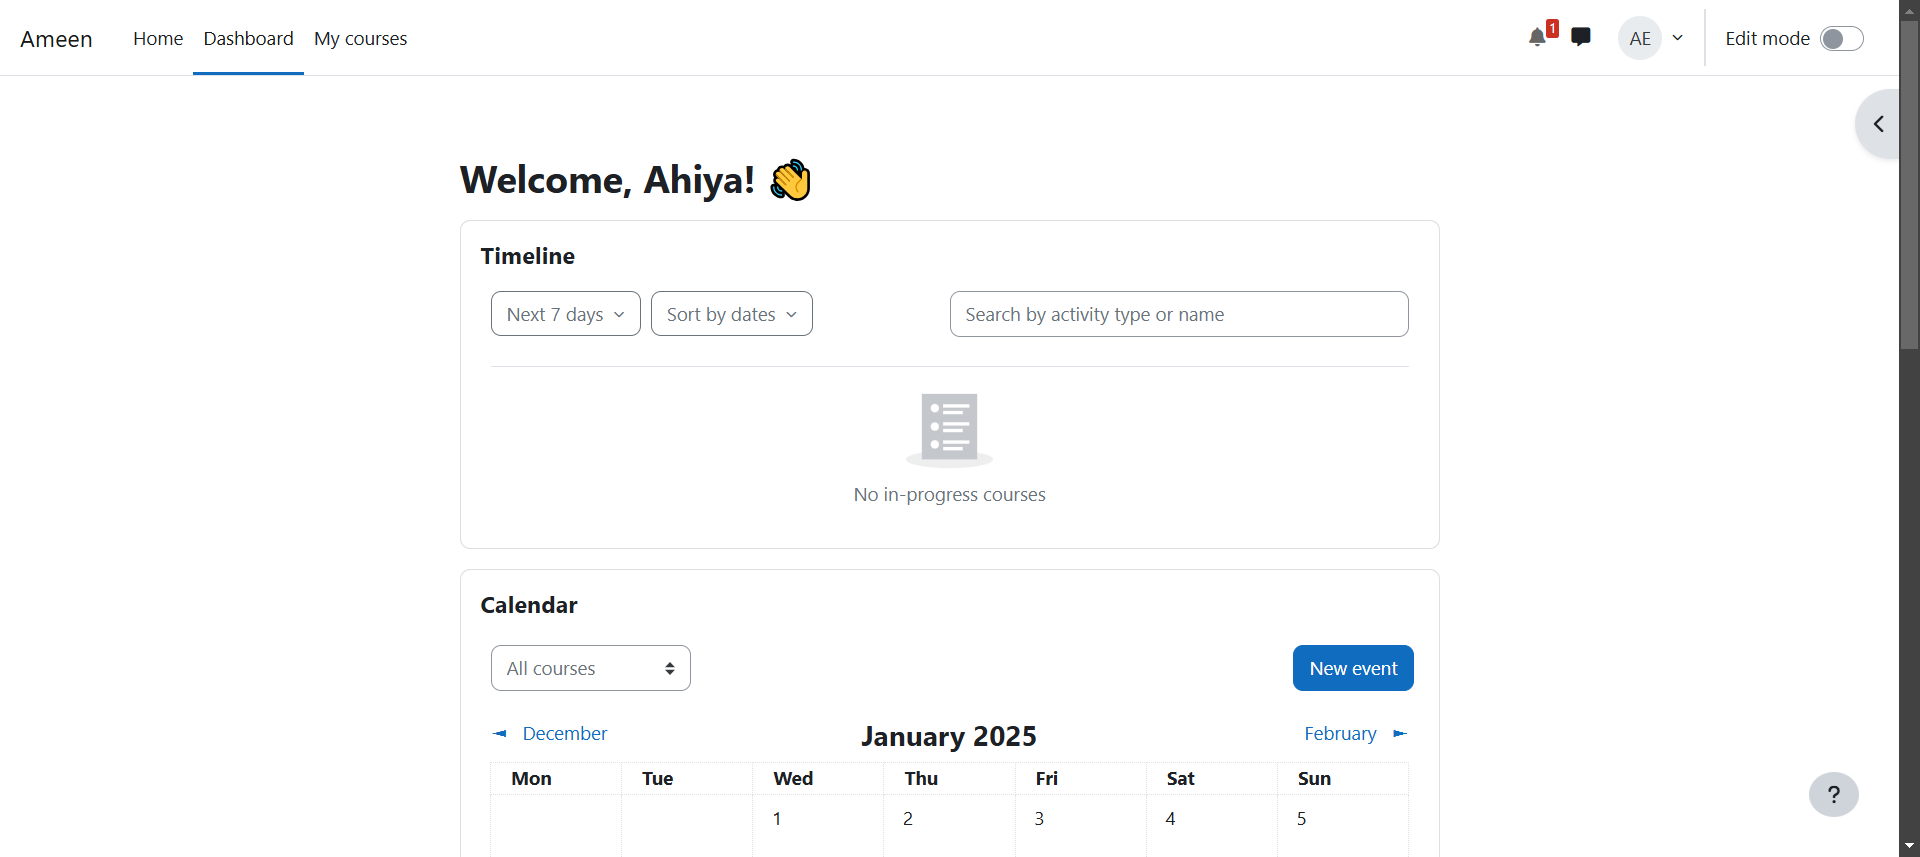 Ameen Home Dashboard My courses 1 AE Edit mode
Welcome, Ahiya! 👋
Timeline
Next 7 days Sort by dates Search by activity type or name
No in-progress courses
Calendar
All courses New event
◄ December January 2025 February ►
Mon Tue Wed Thu Fri Sat Sun
1 2 3 4 5
?